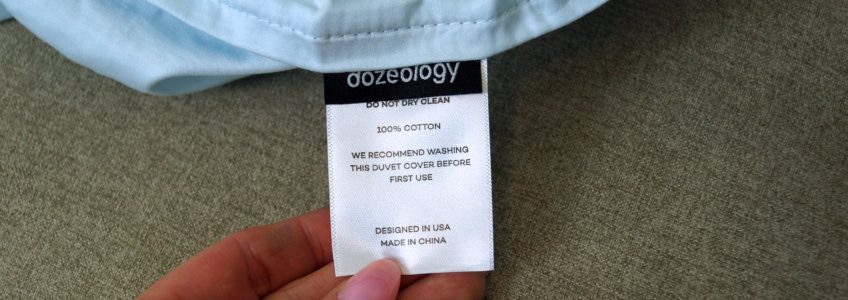 dozeology
DO NOT DRY CLEAN
100% COTTON
WE RECOMMEND WASHING
THIS DUVET COVER BEFORE
FIRST USE
DESIGNED IN USA
MADE IN CHINA